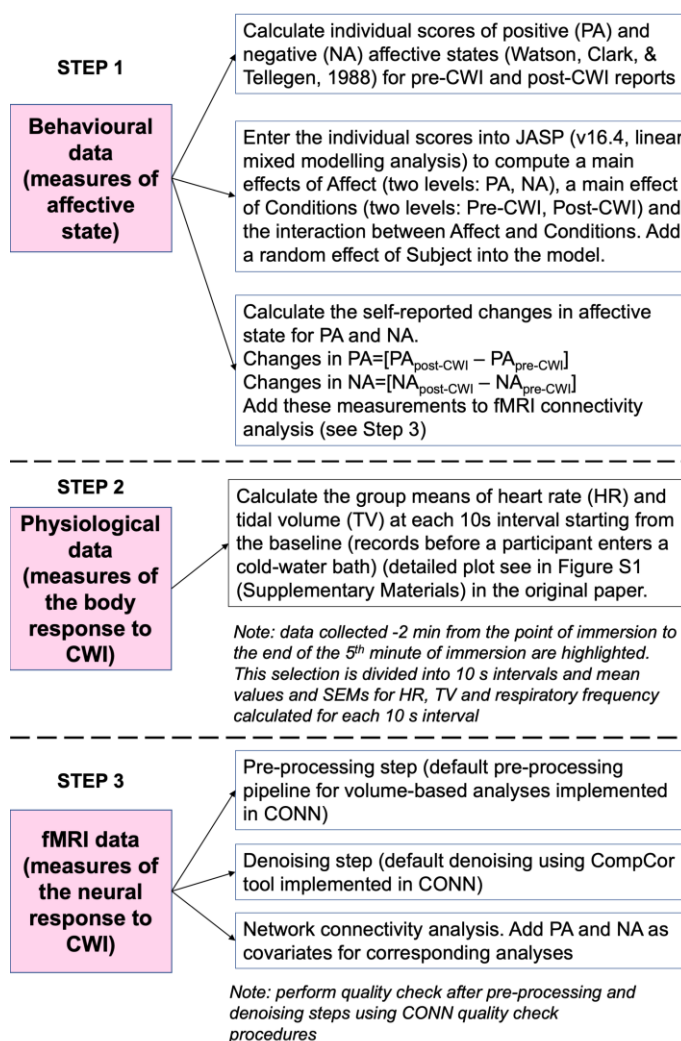 STEP 1
Behavioural
data
(measures of
affective
state)
Calculate individual scores of positive (PA) and
negative (NA) affective states (Watson, Clark, &
Tellegen, 1988) for pre-CWI and post-CWI reports
Enter the individual scores into JASP (v16.4, linear
mixed modelling analysis) to compute a main
effects of Affect (two levels: PA, NA), a main effect
of Conditions (two levels: Pre-CWI, Post-CWI) and
the interaction between Affect and Conditions. Add
a random effect of Subject into the model.
Calculate the self-reported changes in affective
state for PA and NA.
Changes in PA=[PApost-CWI – PApre-CWI]
Changes in NA=[NApost-CWI – NApre-CWI]
Add these measurements to fMRI connectivity
analysis (see Step 3)
STEP 2
Physiological
data
(measures of
the body
response to
CWI)
Calculate the group means of heart rate (HR) and
tidal volume (TV) at each 10s interval starting from
the baseline (records before a participant enters a
cold-water bath) (detailed plot see in Figure S1
(Supplementary Materials) in the original paper.
Note: data collected -2 min from the point of immersion to
the end of the 5th minute of immersion are highlighted.
This selection is divided into 10 s intervals and mean
values and SEMs for HR, TV and respiratory frequency
calculated for each 10 s interval
STEP 3
fMRI data
(measures of
the neural
response to
CWI)
Pre-processing step (default pre-processing
pipeline for volume-based analyses implemented
in CONN)
Denoising step (default denoising using CompCor
tool implemented in CONN)
Network connectivity analysis. Add PA and NA as
covariates for corresponding analyses
Note: perform quality check after pre-processing and
denoising steps using CONN quality check
procedures